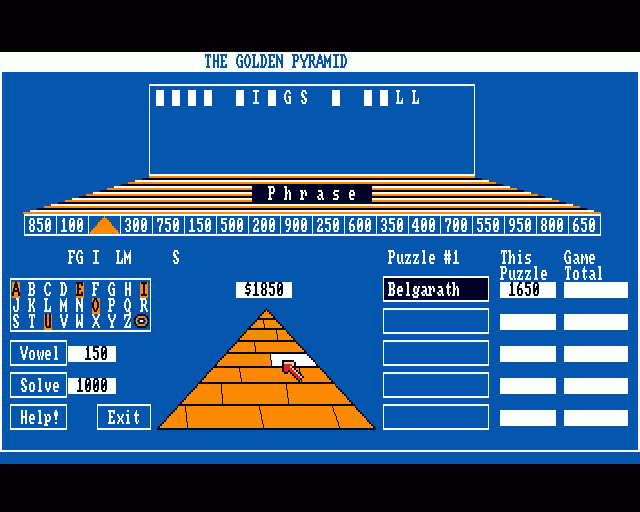 THE GOLDEN PYRAMID
I GS LL
Phrase
850 100 300 750 150 500 200 900 250 600 350 400 700 550 950 800 650
FG I LM S
Puzzle #1 This Puzzle Game Total
A B C D E F G H I
J K L M N O P Q R
S T U V W X Y Z
$1850
Belgarath 1650
Vowel 150
Solve 1000
Help! Exit